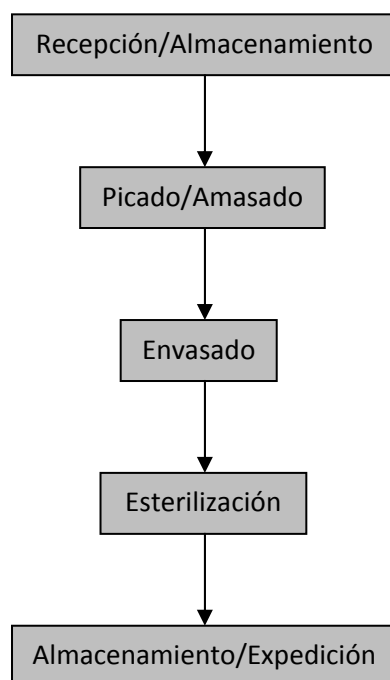 Recepción/Almacenamiento
Picado/Amasado
Envasado
Esterilización
Almacenamiento/Expedición